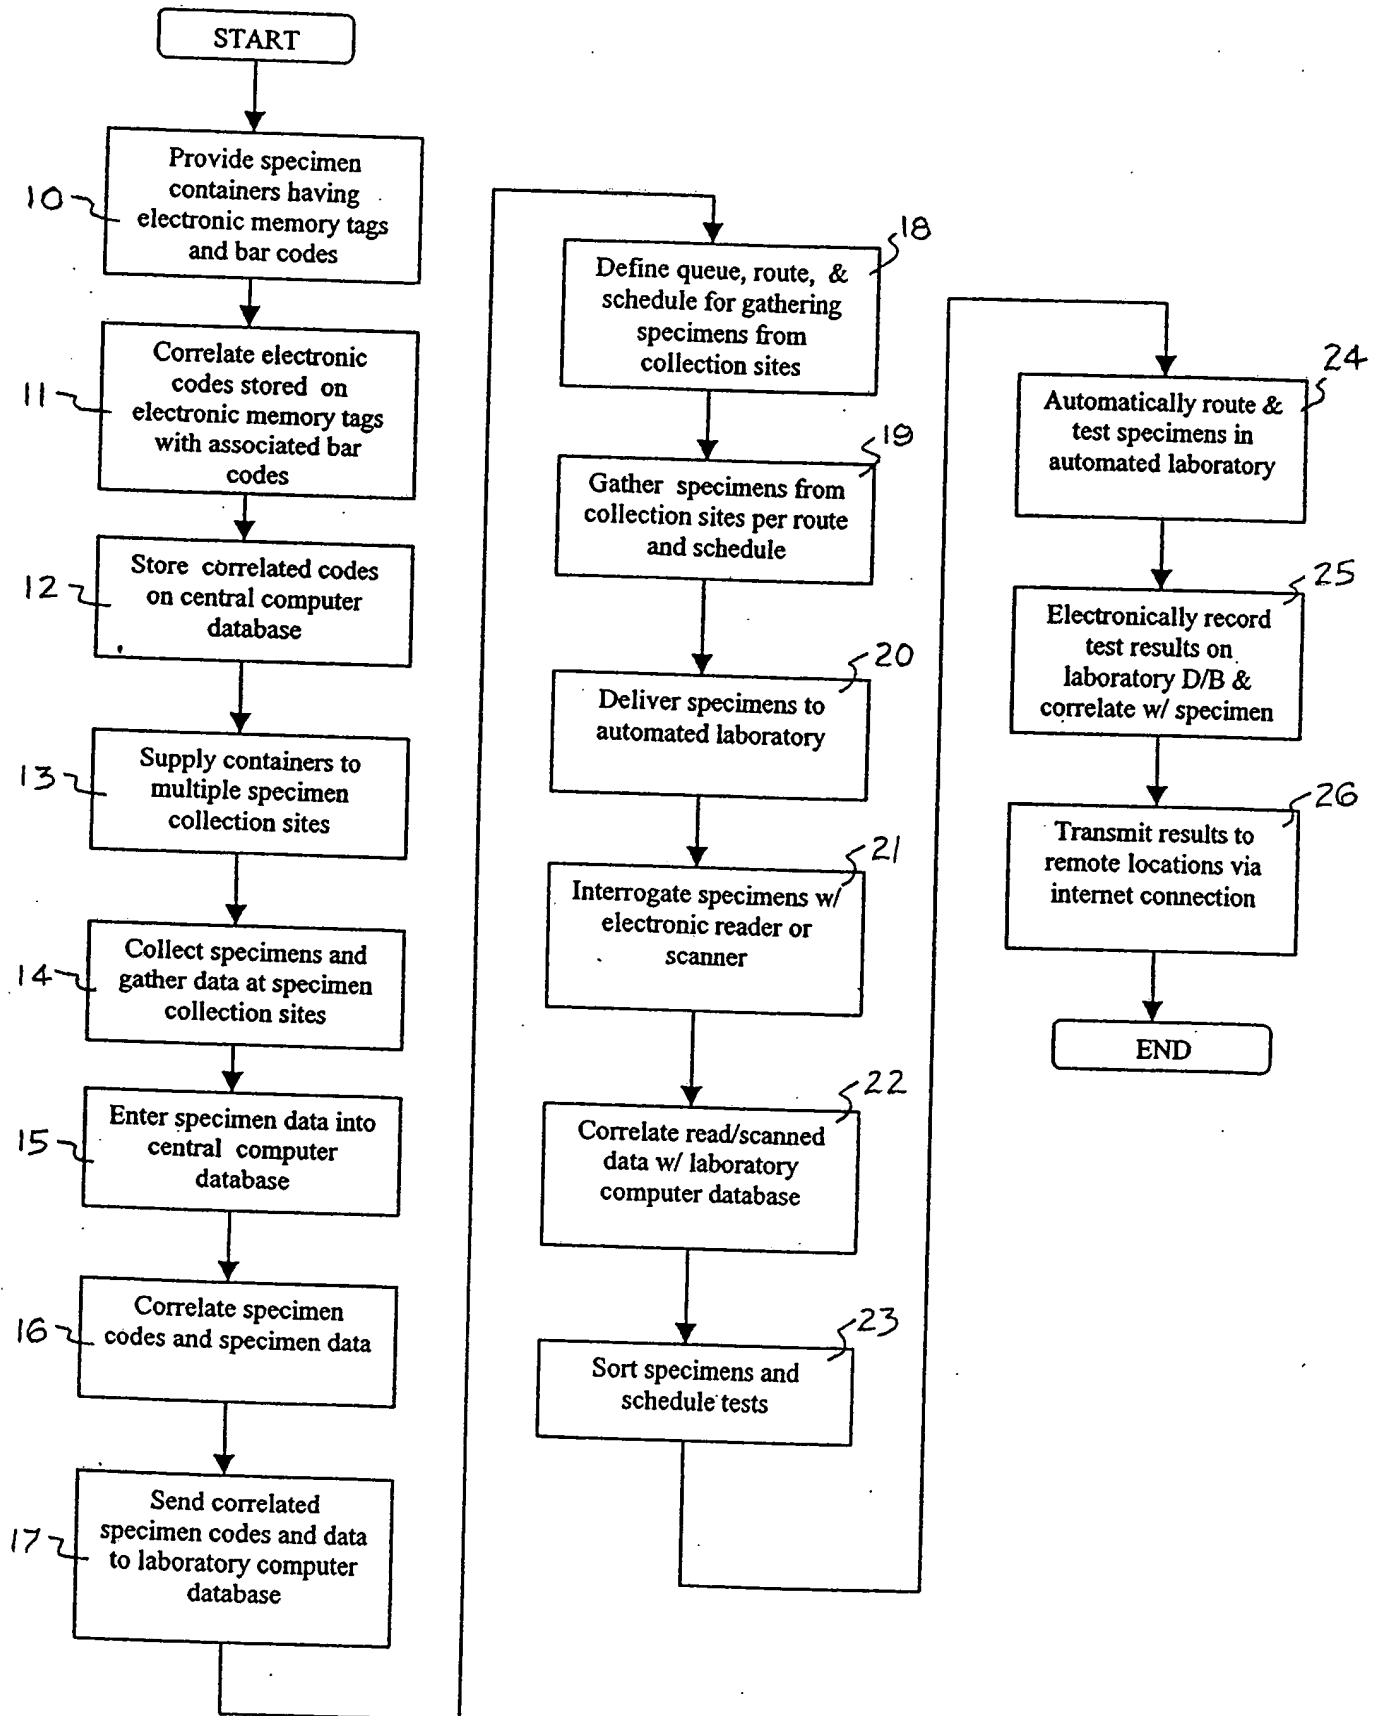 START
10
Provide specimen
containers having
electronic memory tags
and bar codes
11
Correlate electronic
codes stored on
electronic memory tags
with associated bar
codes
12
Store correlated codes
on central computer
database
13
Supply containers to
multiple specimen
collection sites
14
Collect specimens and
gather data at specimen
collection sites
15
Enter specimen data into
central computer
database
16
Correlate specimen
codes and specimen data
17
Send correlated
specimen codes and data
to laboratory computer
database
18
Define queue, route, &
schedule for gathering
specimens from
collection sites
19
Gather specimens from
collection sites per route
and schedule
20
Deliver specimens to
automated laboratory
21
Interrogate specimens w/
electronic reader or
scanner
22
Correlate read/scanned
data w/ laboratory
computer database
23
Sort specimens and
schedule tests
24
Automatically route &
test specimens in
automated laboratory
25
Electronically record
test results on
laboratory D/B &
correlate w/ specimen
26
Transmit results to
remote locations via
internet connection
END